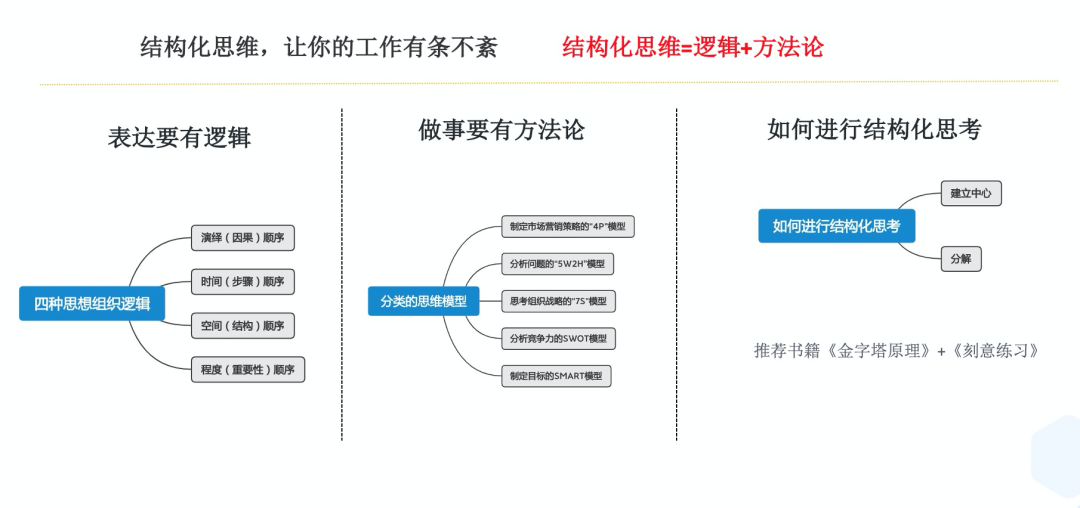 结构化思维，让你的工作有条不紊
结构化思维=逻辑+方法论
表达要有逻辑
四种思想组织逻辑
演绎（因果）顺序
时间（步骤）顺序
空间（结构）顺序
程度（重要性）顺序
做事要有方法论
分类的思维模型
制定市场营销策略的"4P"模型
分析问题的"5W2H"模型
思考组织战略的"7S"模型
分析竞争力的SWOT模型
制定目标的SMART模型
如何进行结构化思考
如何进行结构化思考
建立中心
分解
推荐书籍《金字塔原理》+《刻意练习》